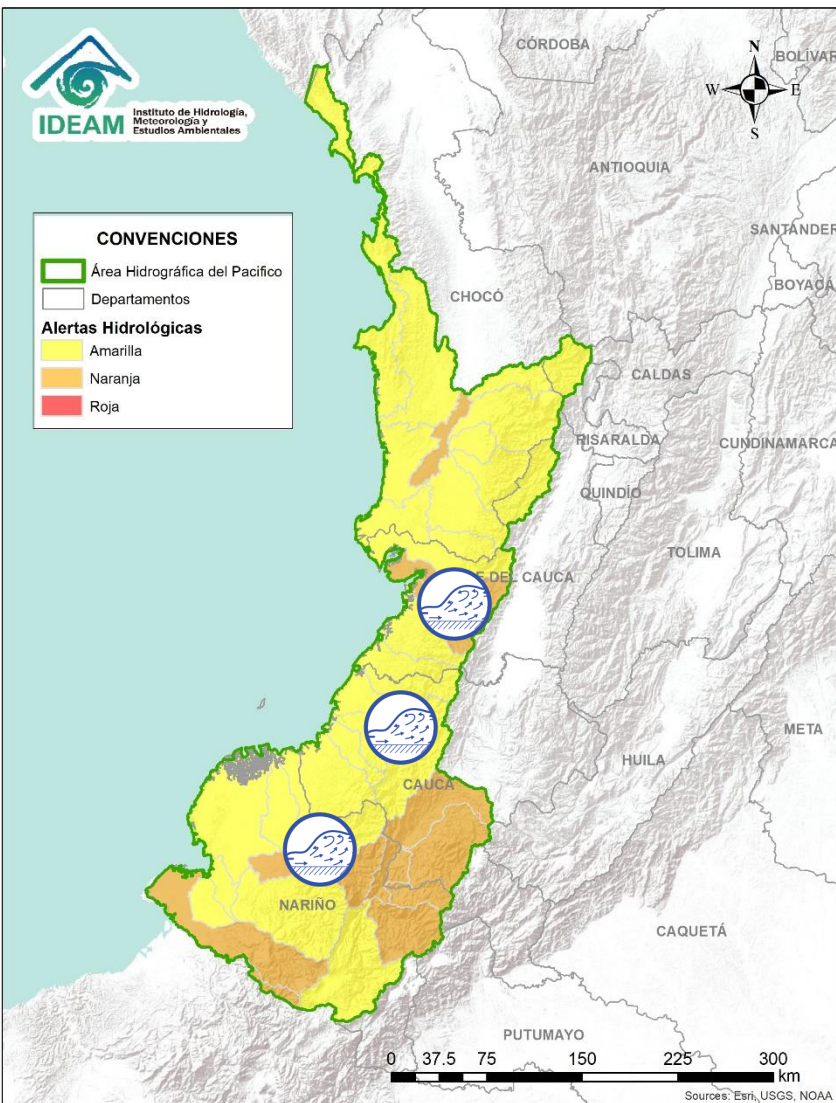 IDEAM
Instituto de Hidrología,
Meteorología y
Estudios Ambientales
CÓRDOBA
BOLÍVAR
N
W
E
S
ANTIOQUIA
SANTANDER
BOYACÁ
CONVENCIONES
Área Hidrográfica del Pacifico
Departamentos
Alertas Hidrológicas
Amarilla
Naranja
Roja
CHOCÓ
CALDAS
RISARALDA
CUNDINAMARCA
QUINDÍO
TOLIMA
E DEL CAUCA
META
HUILA
CAUCA
NARIÑO
CAQUETÁ
PUTUMAYO
0 37.5 75 150 225 300
km
Sources: Esri, USGS, NOAA